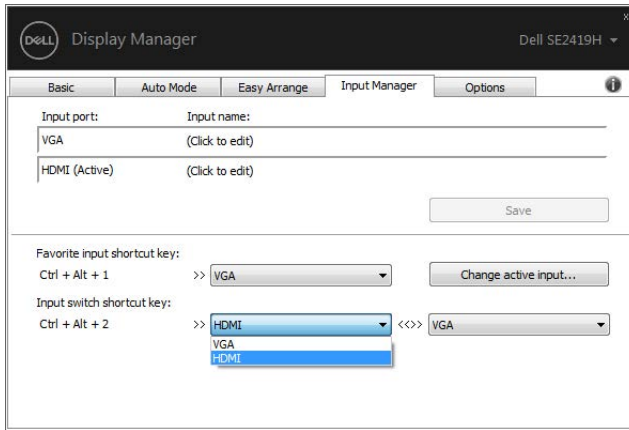 DELL Display Manager Dell SE2419H
Basic Auto Mode Easy Arrange Input Manager Options
Input port: Input name:
VGA (Click to edit)
HDMI (Active) (Click to edit)
Save
Favorite input shortcut key:
Ctrl + Alt + 1 >> VGA Change active input...
Input switch shortcut key:
Ctrl + Alt + 2 >> HDMI <<>> VGA
VGA
HDMI